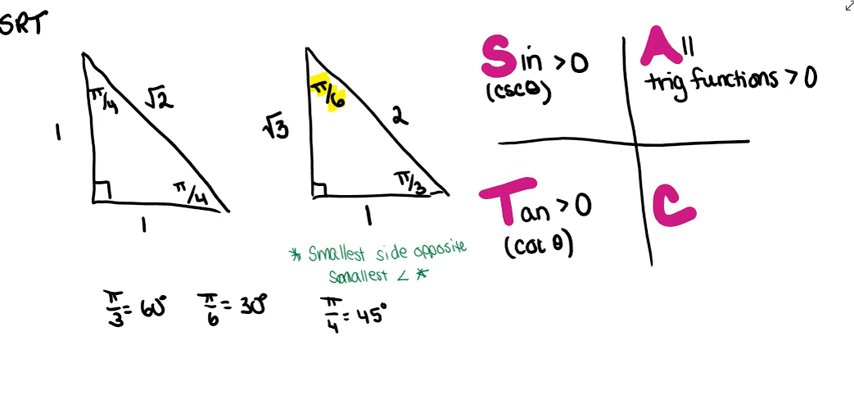 SRT
π/4
√2
1
π/4
1
π/6
√3
2
π/3
1
* Smallest side opposite
smallest ∠ *
π/3 = 60° π/6 = 30° π/4 = 45°
Sin > 0
(cscθ)
All
trig functions > 0
Tan > 0
(cot θ)
C